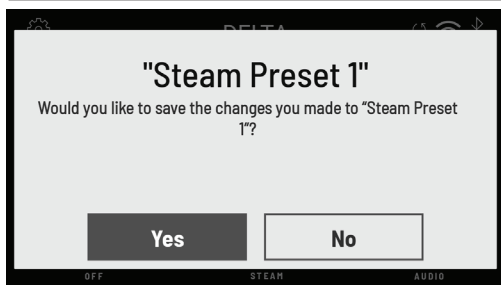 DELTA
"Steam Preset 1"
Would you like to save the changes you made to “Steam Preset
1”?
Yes
No
OFF
STEAM
AUDIO